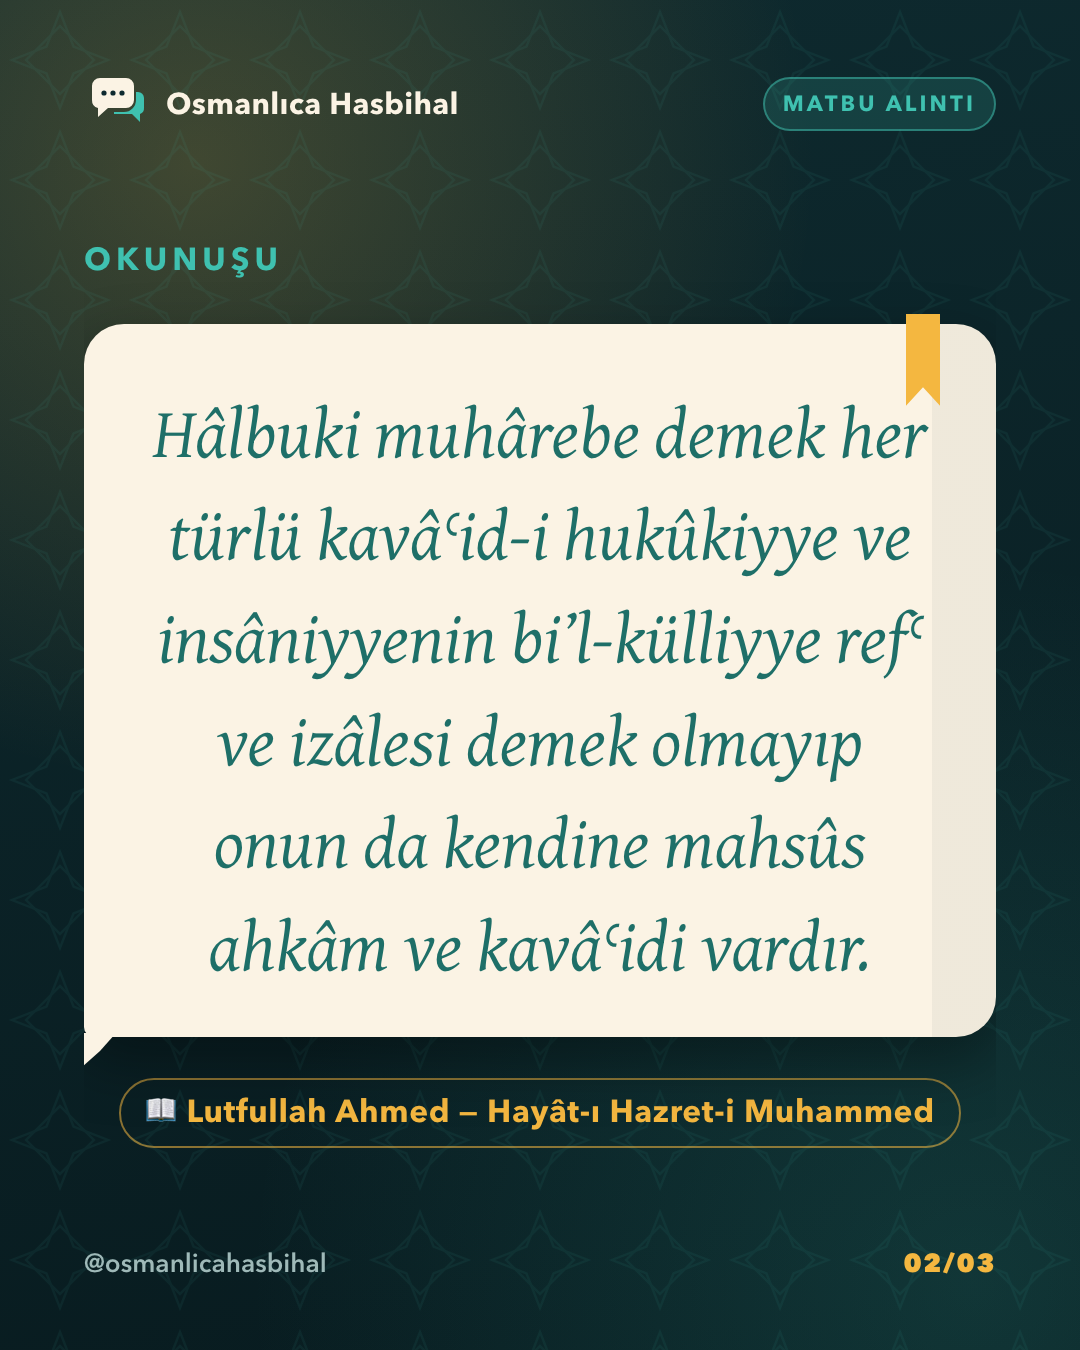 Osmanlıca Hasbihal
MATBU ALINTI
OKUNUŞU
Hâlbuki muhârebe demek her
türlü kavâʿid-i hukûkiyye ve
insâniyyenin bi’l-külliyye refʿ
ve izâlesi demek olmayıp
onun da kendine mahsûs
ahkâm ve kavâʿidi vardır.
📖 Lutfullah Ahmed – Hayât-ı Hazret-i Muhammed
@osmanlicahasbihal
02/03